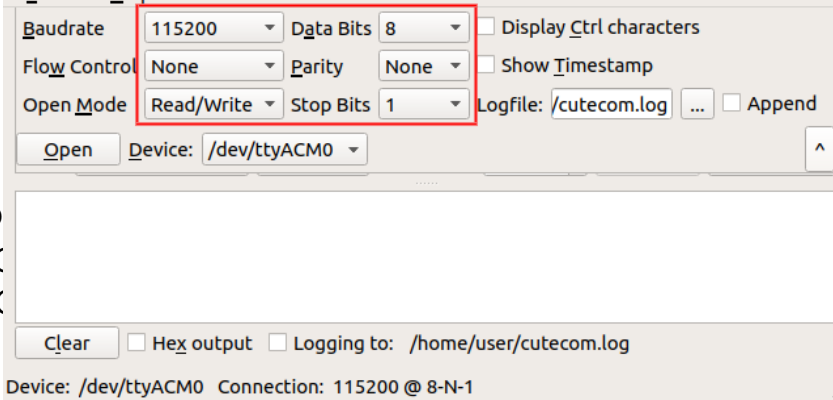 Baudrate 115200 Data Bits 8 Display Ctrl characters
Flow Control None Parity None Show Timestamp
Open Mode Read/Write Stop Bits 1 Logfile: /cutecom.log ... Append
Open Device: /dev/ttyACM0 ^
Clear Hex output Logging to: /home/user/cutecom.log
Device: /dev/ttyACM0 Connection: 115200 @ 8-N-1